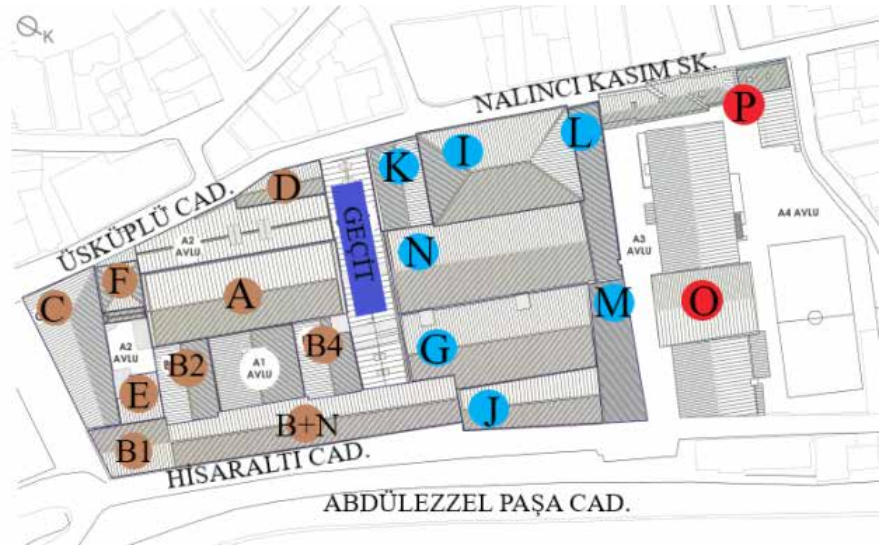 K
NALINCI KASIM SK.
P
L
I
K
D
ÜSKÜPLÜ CAD.
GEÇİT
A2
AVLU
A4 AVLU
A3
AVLU
N
F
C
A
O
M
G
B4
B2
A2
AVLU
A1
AVLU
E
J
B+N
B1
HİSARALTI CAD.
ABDÜLEZZEL PAŞA CAD.